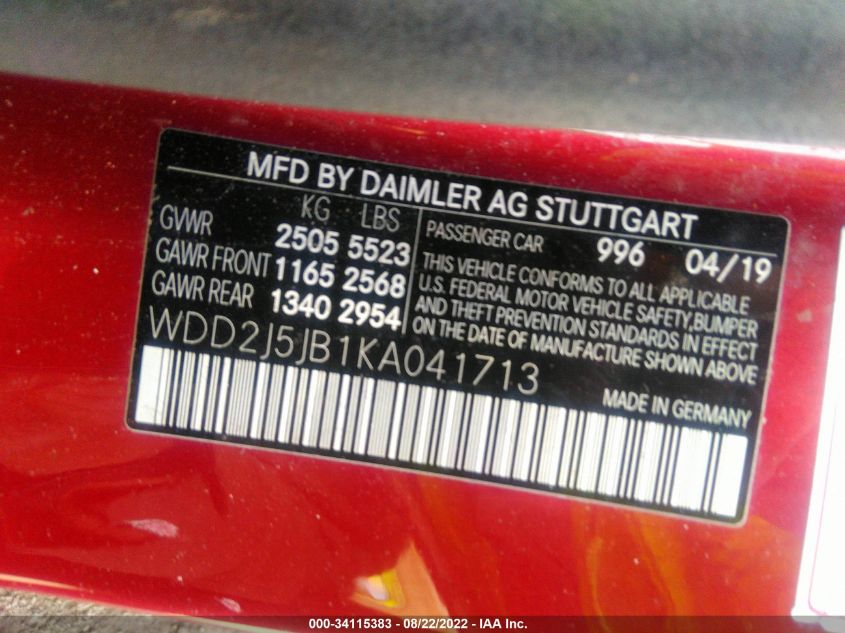 MFD BY DAIMLER AG STUTTGART
KG LBS
GVWR 2505 5523
GAWR FRONT 1165 2568
GAWR REAR 1340 2954
PASSENGER CAR 996 04/19
THIS VEHICLE CONFORMS TO ALL APPLICABLE
U.S. FEDERAL MOTOR VEHICLE SAFETY,BUMPER
AND THEFT PREVENTION STANDARDS IN EFFECT
ON THE DATE OF MANUFACTURE SHOWN ABOVE
WDD2J5JB1KA041713
MADE IN GERMANY
000-34115383 - 08/22/2022 - IAA Inc.